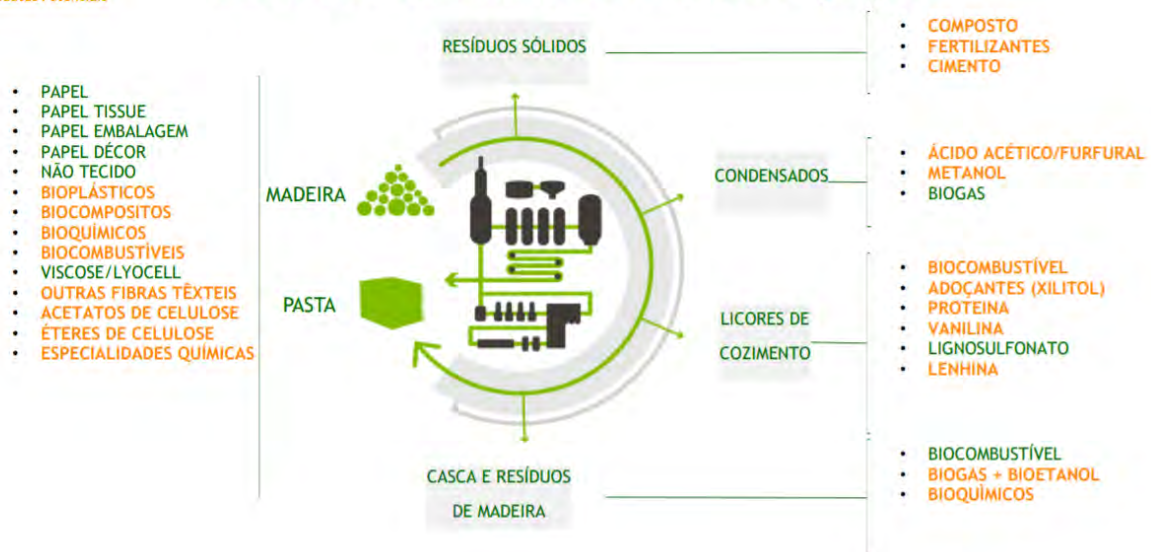 RESÍDUOS SÓLIDOS
• COMPOSTO
• FERTILIZANTES
• CIMENTO
• PAPEL
• PAPEL TISSUE
• PAPEL EMBALAGEM
• PAPEL DÉCOR
• NÃO TECIDO
• BIOPLÁSTICOS
• BIOCOMPOSITOS
• BIOQUÍMICOS
• BIOCOMBUSTÍVEIS
• VISCOSE/LYOCELL
• OUTRAS FIBRAS TÊXTEIS
• ACETATOS DE CELULOSE
• ÉTERES DE CELULOSE
• ESPECIALIDADES QUÍMICAS
MADEIRA
PASTA
CONDENSADOS
• ÁCIDO ACÉTICO/FURFURAL
• METANOL
• BIOGAS
LICORES DE
COZIMENTO
• BIOCOMBUSTÍVEL
• ADOÇANTES (XILITOL)
• PROTEINA
• VANILINA
• LIGNOSULFONATO
• LENHINA
CASCA E RESÍDUOS
DE MADEIRA
• BIOCOMBUSTÍVEL
• BIOGAS + BIOETANOL
• BIOQUÌMICOS